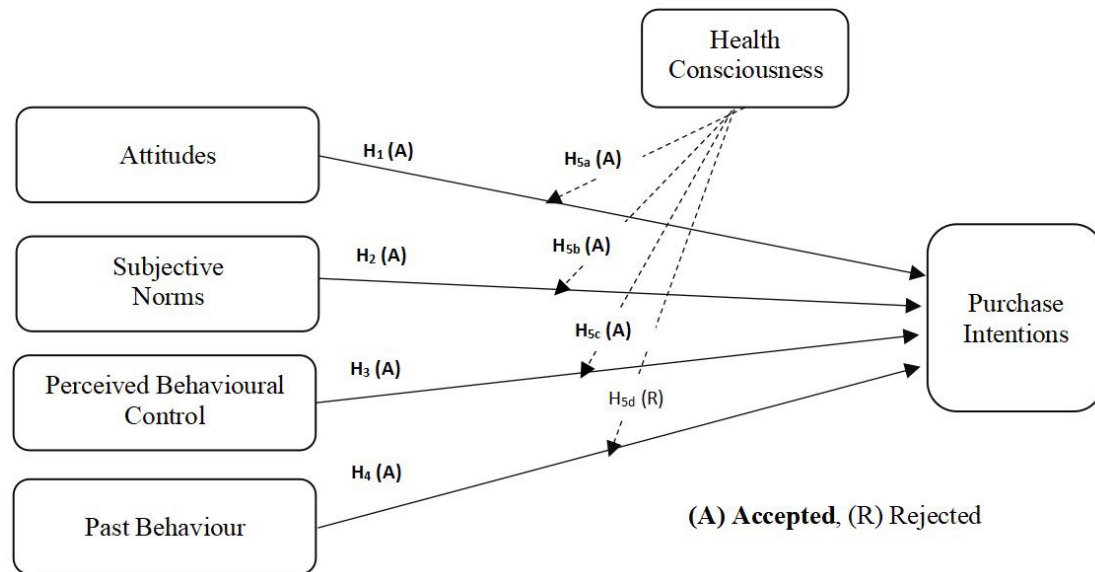 Health
Consciousness
Attitudes
H1 (A)
H5a (A)
Subjective
Norms
H2 (A)
H5b (A)
Purchase
Intentions
Perceived Behavioural
Control
H3 (A)
H5c (A)
H5d (R)
Past Behaviour
H4 (A)
(A) Accepted, (R) Rejected